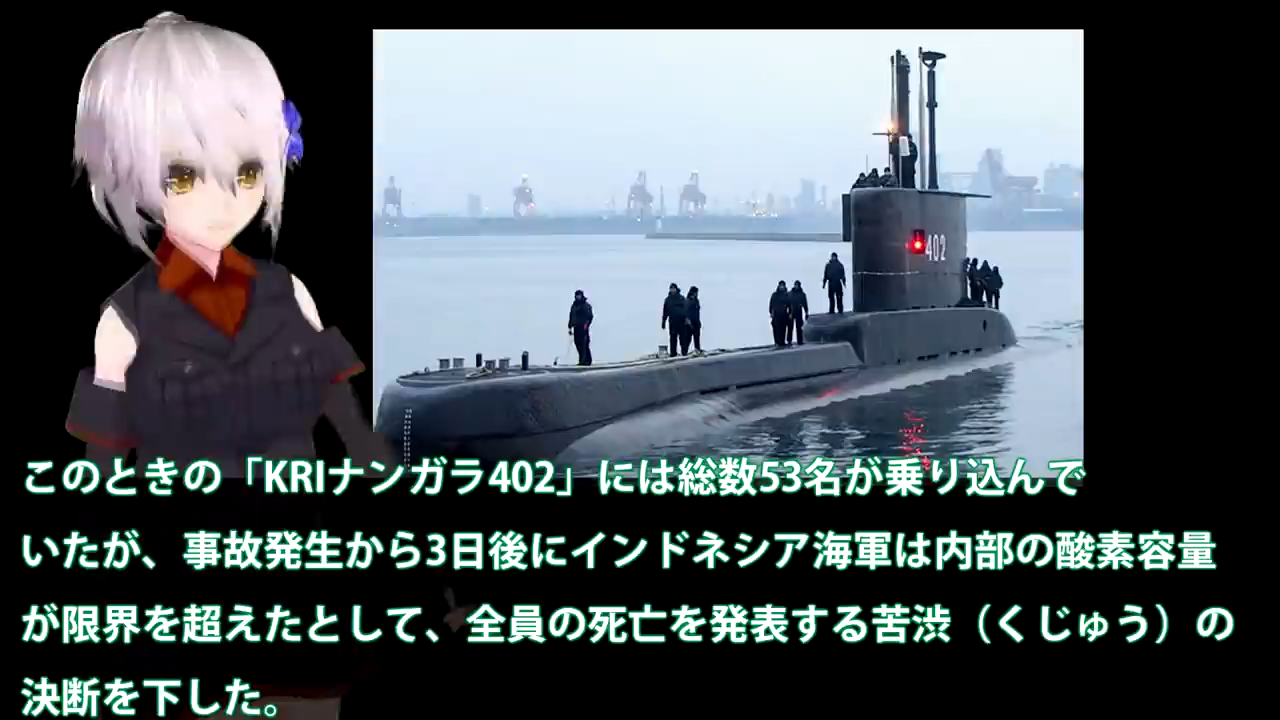 402
このときの「KRIナンガラ402」には総数53名が乗り込んで
いたが、事故発生から3日後にインドネシア海軍は内部の酸素容量
が限界を超えたとして、全員の死亡を発表する苦渋（くじゅう）の
決断を下した。